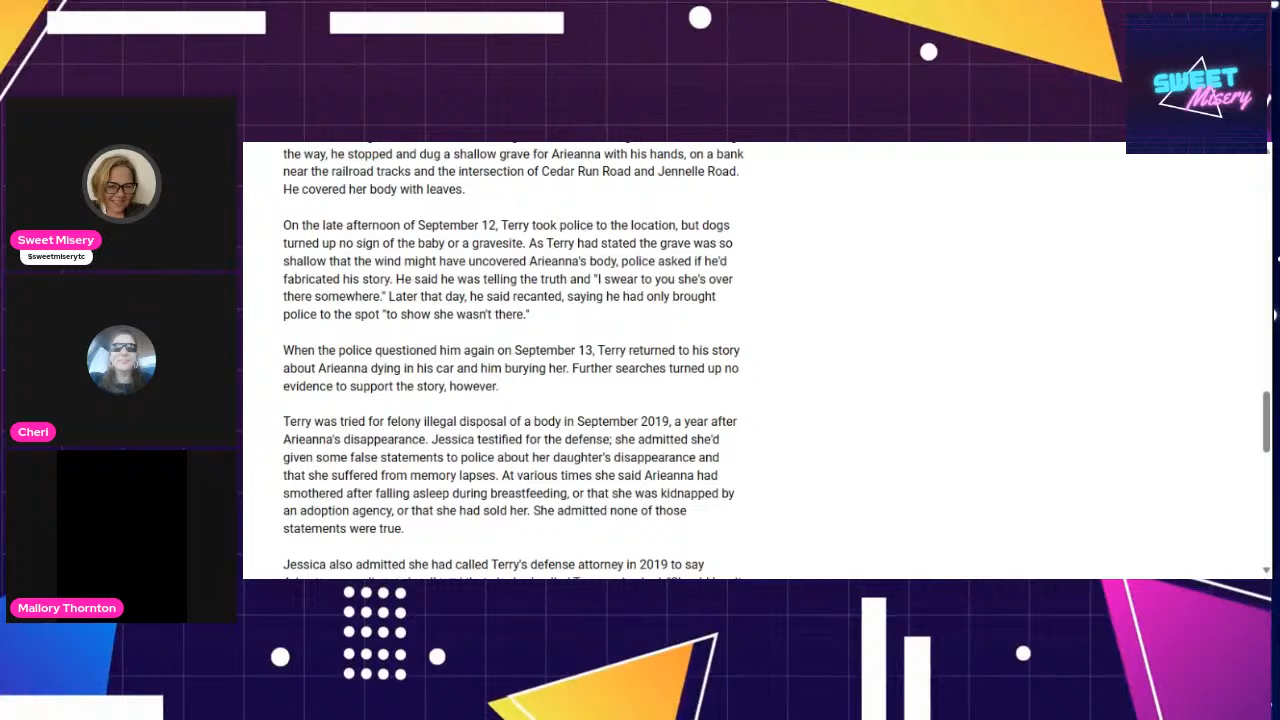 SWEET
Misery
the way, he stopped and dug a shallow grave for Arieanna with his hands, on a bank
near the railroad tracks and the intersection of Cedar Run Road and Jennelle Road.
He covered her body with leaves.
On the late afternoon of September 12, Terry took police to the location, but dogs
turned up no sign of the baby or a gravesite. As Terry had stated the grave was so
shallow that the wind might have uncovered Arieanna's body, police asked if he'd
fabricated his story. He said he was telling the truth and "I swear to you she's over
there somewhere." Later that day, he said recanted, saying he had only brought
police to the spot "to show she wasn't there."
When the police questioned him again on September 13, Terry returned to his story
about Arieanna dying in his car and him burying her. Further searches turned up no
evidence to support the story, however.
Terry was tried for felony illegal disposal of a body in September 2019, a year after
Arieanna's disappearance. Jessica testified for the defense; she admitted she'd
given some false statements to police about her daughter's disappearance and
that she suffered from memory lapses. At various times she said Arieanna had
smothered after falling asleep during breastfeeding, or that she was kidnapped by
an adoption agency, or that she had sold her. She admitted none of those
statements were true.
Jessica also admitted she had called Terry's defense attorney in 2019 to say
Sweet Misery
$sweetmiserytc
Cheri
Mallory Thornton